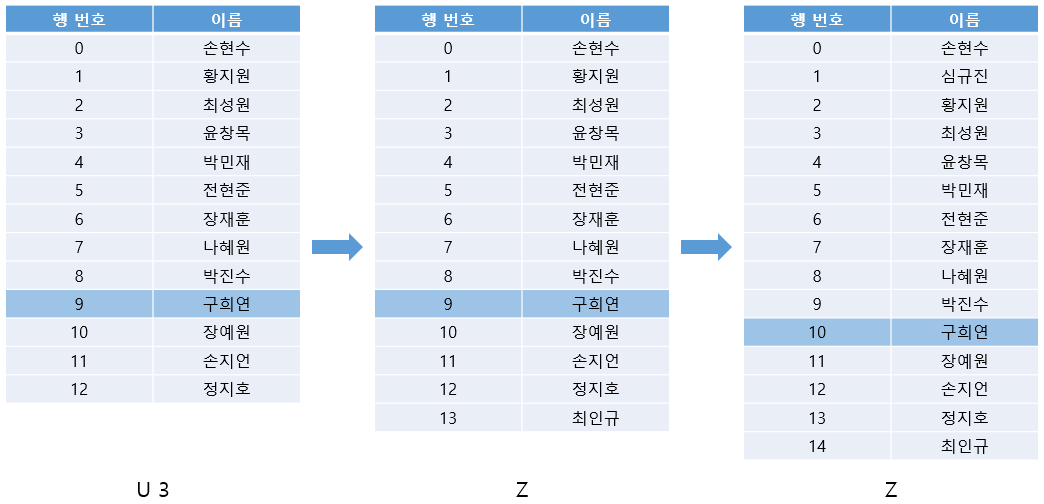 행 번호 이름 행 번호 이름 행 번호 이름
0 손현수 0 손현수 0 손현수
1 황지원 1 황지원 1 심규진
2 최성원 2 최성원 2 황지원
3 윤창목 3 윤창목 3 최성원
4 박민재 4 박민재 4 윤창목
5 전현준 5 전현준 5 박민재
6 장재훈 6 장재훈 6 전현준
7 나혜원 7 나혜원 7 장재훈
8 박진수 8 박진수 8 나혜원
9 구희연 9 구희연 9 박진수
10 장예원 10 장예원 10 구희연
11 손지언 11 손지언 11 장예원
12 정지호 12 정지호 12 손지언
13 최인규 13 정지호
14 최인규
U 3 Z Z